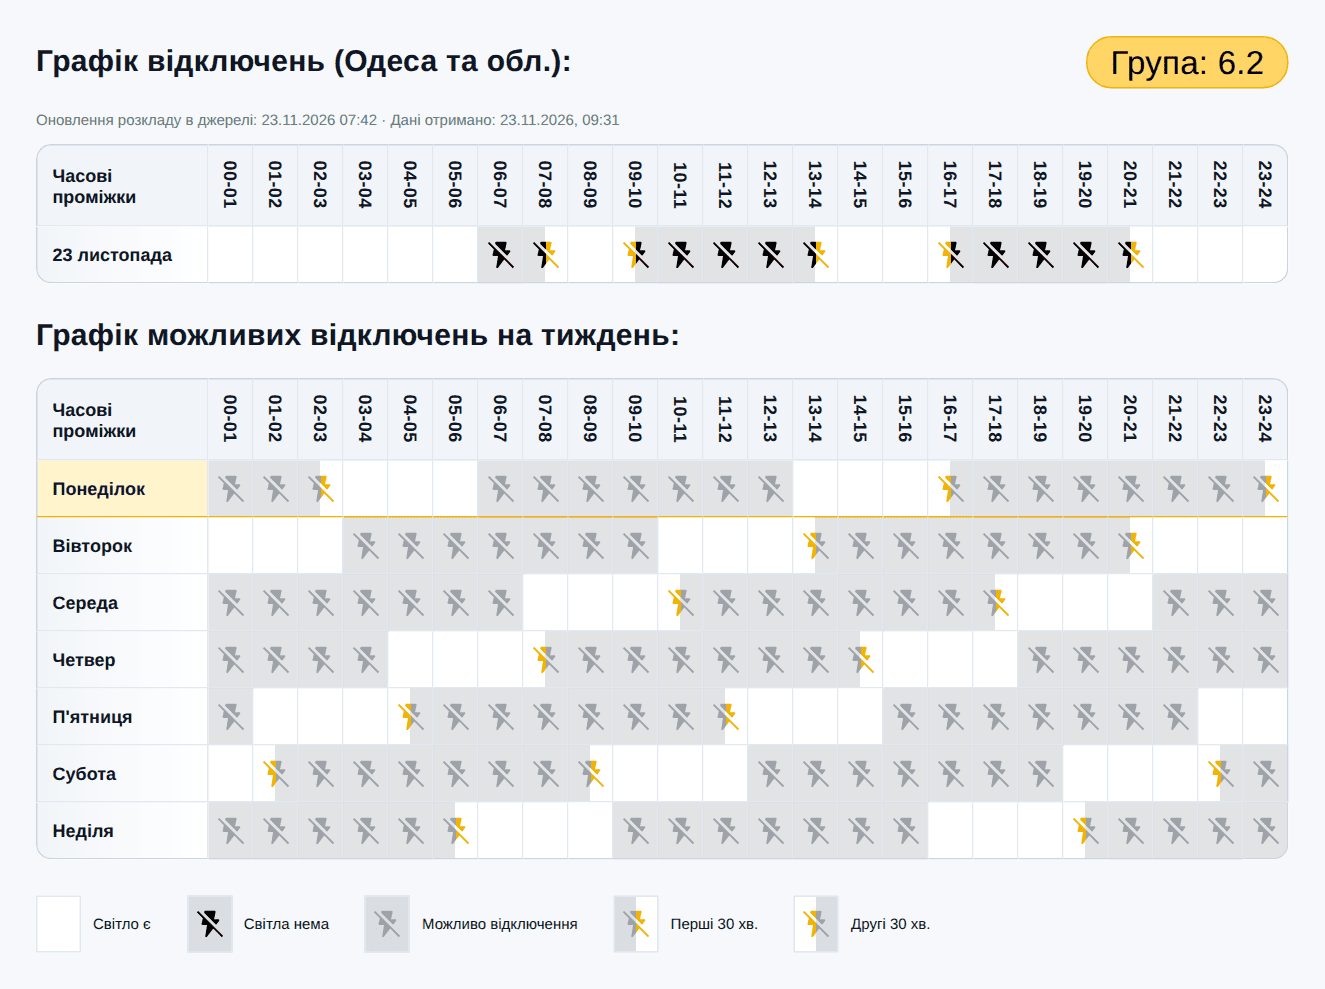 Графік відключень (Одеса та обл.):
Група: 6.2
Оновлення розкладу в джерелі: 23.11.2026 07:42 · Дані отримано: 23.11.2026, 09:31
Часові
проміжки
00-01 01-02 02-03 03-04 04-05 05-06 06-07 07-08 08-09 09-10 10-11 11-12 12-13 13-14 14-15 15-16 16-17 17-18 18-19 19-20 20-21 21-22 22-23 23-24
23 листопада
Графік можливих відключень на тиждень:
Часові
проміжки
00-01 01-02 02-03 03-04 04-05 05-06 06-07 07-08 08-09 09-10 10-11 11-12 12-13 13-14 14-15 15-16 16-17 17-18 18-19 19-20 20-21 21-22 22-23 23-24
Понеділок
Вівторок
Середа
Четвер
П'ятниця
Субота
Неділя
Світло є
Світла нема
Можливо відключення
Перші 30 хв.
Другі 30 хв.